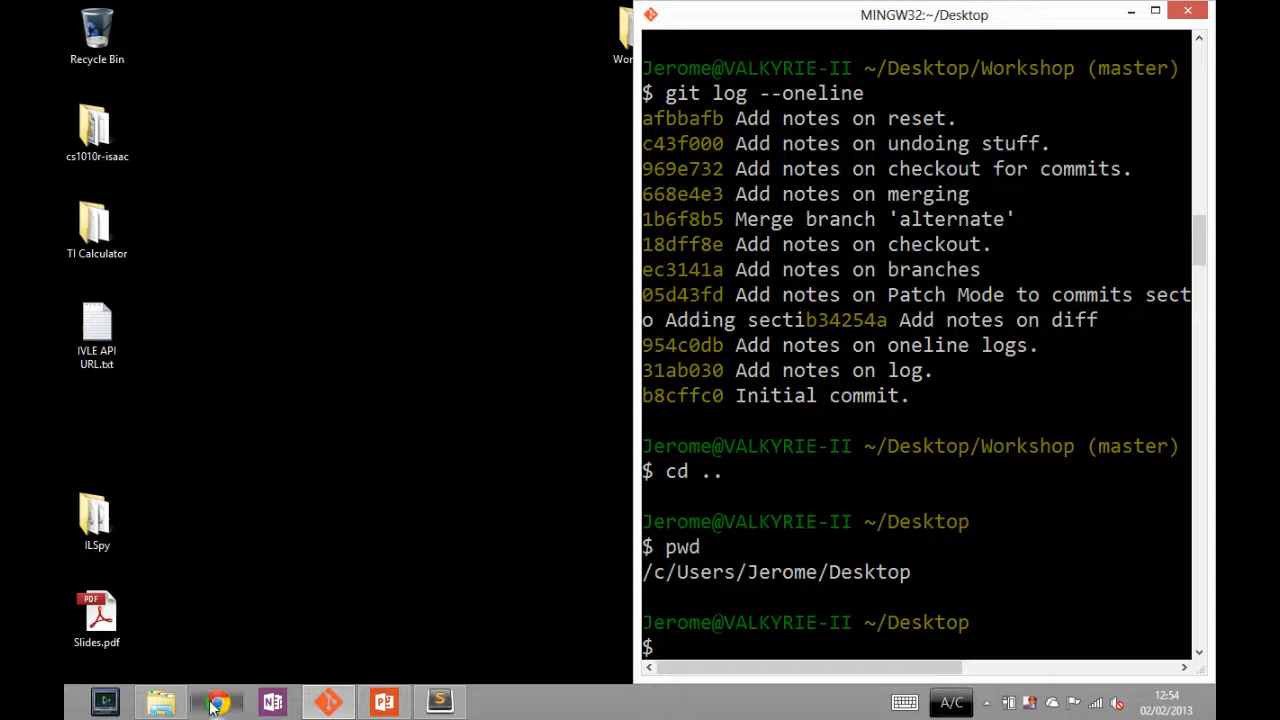 Recycle Bin
cs1010r-isaac
TI Calculator
IVLE API
URL.txt
ILSpy
PDF
Slides.pdf
MINGW32:~/Desktop
Jerome@VALKYRIE-II ~/Desktop/Workshop (master)
$ git log --oneline
afbbafb Add notes on reset.
c43f000 Add notes on undoing stuff.
969e732 Add notes on checkout for commits.
668e4e3 Add notes on merging
1b6f8b5 Merge branch 'alternate'
18dff8e Add notes on checkout.
ec3141a Add notes on branches
05d43fd Add notes on Patch Mode to commits sect
o Adding sectib34254a Add notes on diff
954c0db Add notes on oneline logs.
31ab030 Add notes on log.
b8cffc0 Initial commit.
Jerome@VALKYRIE-II ~/Desktop/Workshop (master)
$ cd ..
Jerome@VALKYRIE-II ~/Desktop
$ pwd
/c/Users/Jerome/Desktop
Jerome@VALKYRIE-II ~/Desktop
$
A/C
12:54
02/02/2013